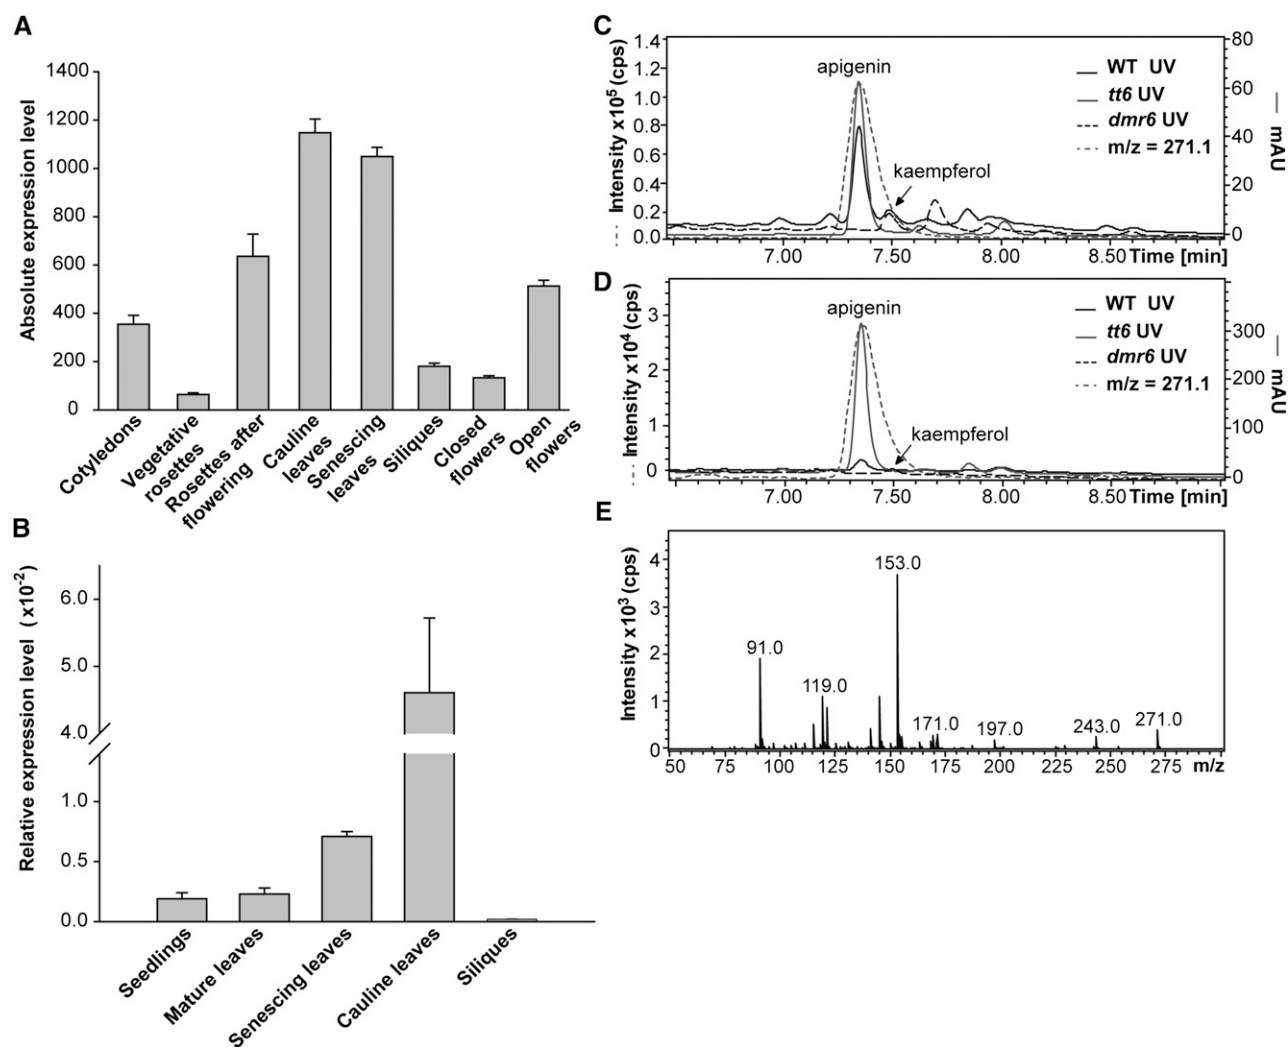 A
Absolute expression level
1400
1200
1000
800
600
400
200
0
Cotyledons
Vegetative
rosettes
Rosettes after
flowering
Cauline
leaves
Senescing
leaves
Siliques
Closed
flowers
Open
flowers
B
Relative expression level (x10-2)
6.0
5.0
4.0
1.0
0.5
0.0
Seedlings
Mature leaves
Senescing leaves
Cauline leaves
Siliques
C
Intensity x105 (cps)
1.4
1.2
1.0
0.8
0.6
0.4
0.2
0.0
apigenin
kaempferol
WT UV
tt6 UV
dmr6 UV
m/z = 271.1
80
60
40
20
0
mAU
7.00 7.50 8.00 8.50 Time [min]
D
Intensity x104 (cps)
3
2
1
0
apigenin
kaempferol
WT UV
tt6 UV
dmr6 UV
m/z = 271.1
300
200
100
0
mAU
7.00 7.50 8.00 8.50 Time [min]
E
Intensity x103 (cps)
4
3
2
1
0
91.0
119.0
153.0
171.0
197.0
243.0
271.0
50 75 100 125 150 175 200 225 250 275 m/z